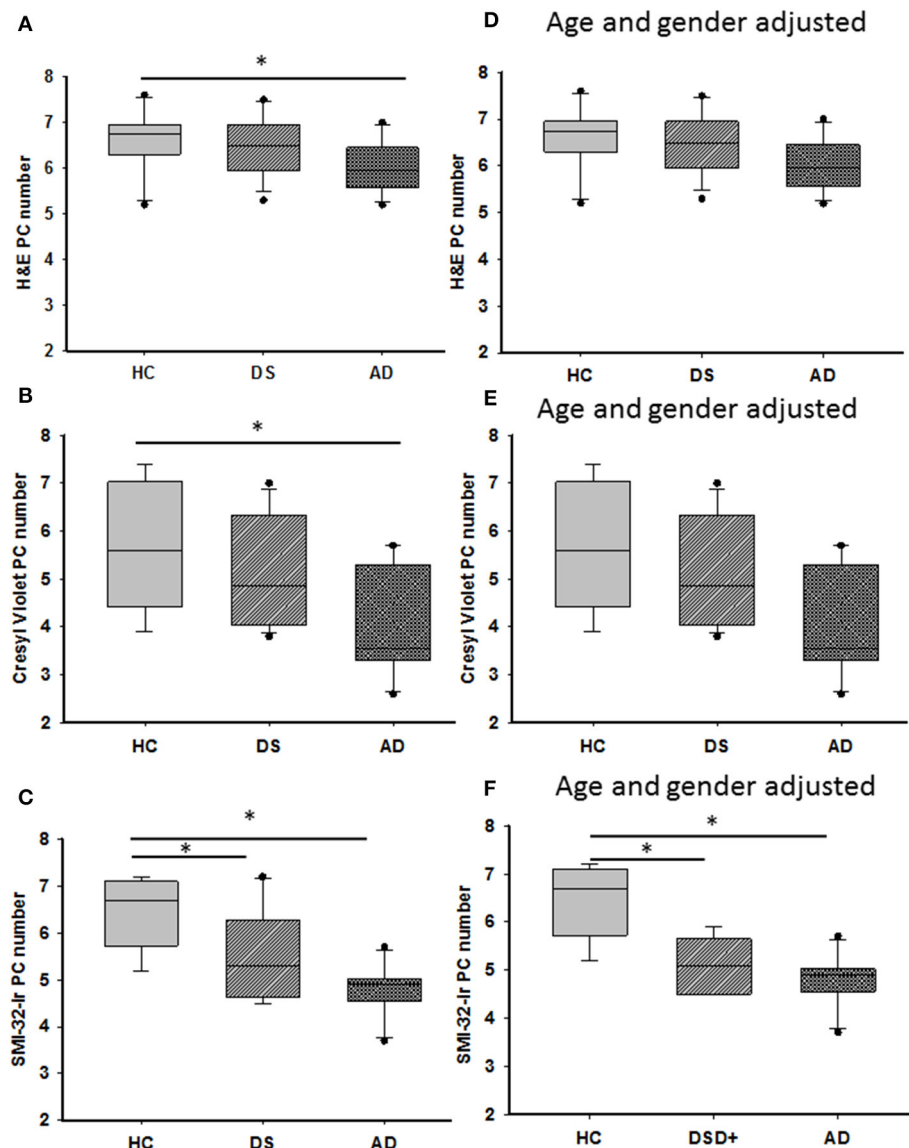 A
*
8
7
6
5
4
3
2
H&E PC number
HC DS AD
D Age and gender adjusted
8
7
6
5
4
3
2
H&E PC number
HC DS AD
B
*
8
7
6
5
4
3
2
Cresyl Violet PC number
HC DS AD
E Age and gender adjusted
8
7
6
5
4
3
2
Cresyl Violet PC number
HC DS AD
C
*
*
8
7
6
5
4
3
2
SMI-32-Ir PC number
HC DS AD
F Age and gender adjusted
*
*
8
7
6
5
4
3
2
SMI-32-Ir PC number
HC DSD+ AD